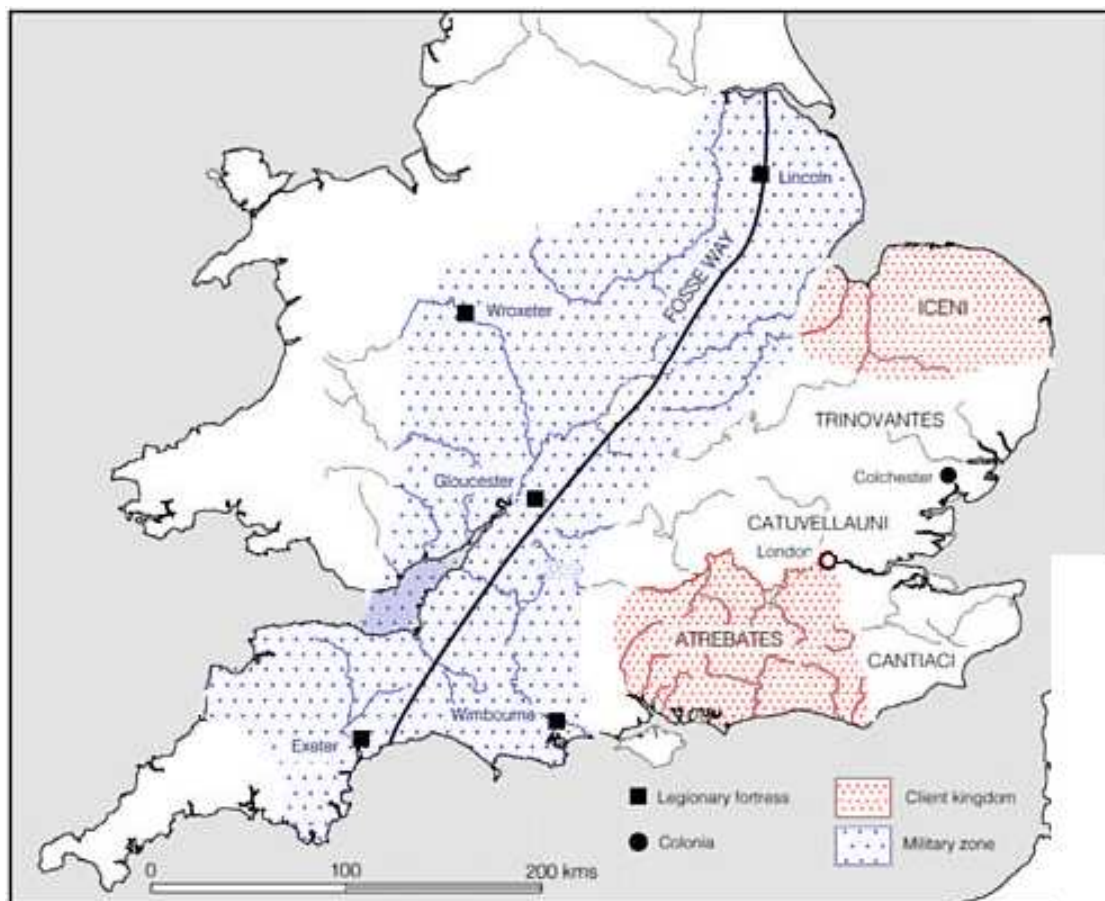 Lincoln
FOSSE WAY
ICENI
Wroxeter
TRINOVANTES
Colchester
Gloucester
CATUVELLAUNI
London
ATREBATES
CANTIACI
Wimbourne
Exeter
Legionary fortress
Client kingdom
Colonia
Military zone
0 100 200 kms